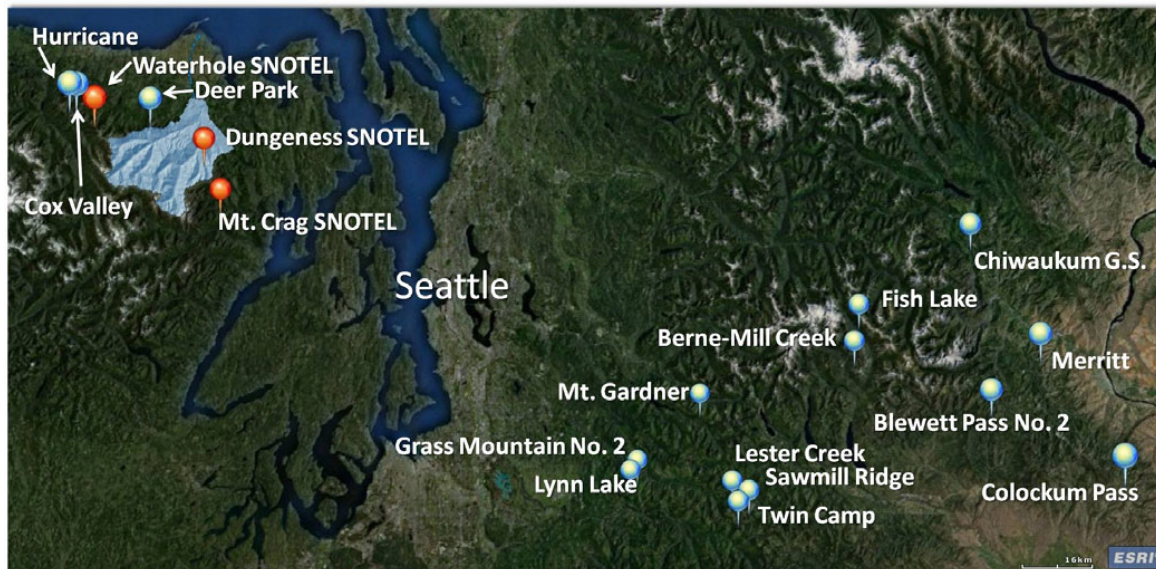 Hurricane
Waterhole SNOTEL
Deer Park
Dungeness SNOTEL
Cox Valley
Mt. Crag SNOTEL
Seattle
Chiwaukum G.S.
Fish Lake
Berne-Mill Creek
Merritt
Mt. Gardner
Blewett Pass No. 2
Grass Mountain No. 2
Lynn Lake
Lester Creek
Sawmill Ridge
Twin Camp
Colockum Pass
16km
ESRI